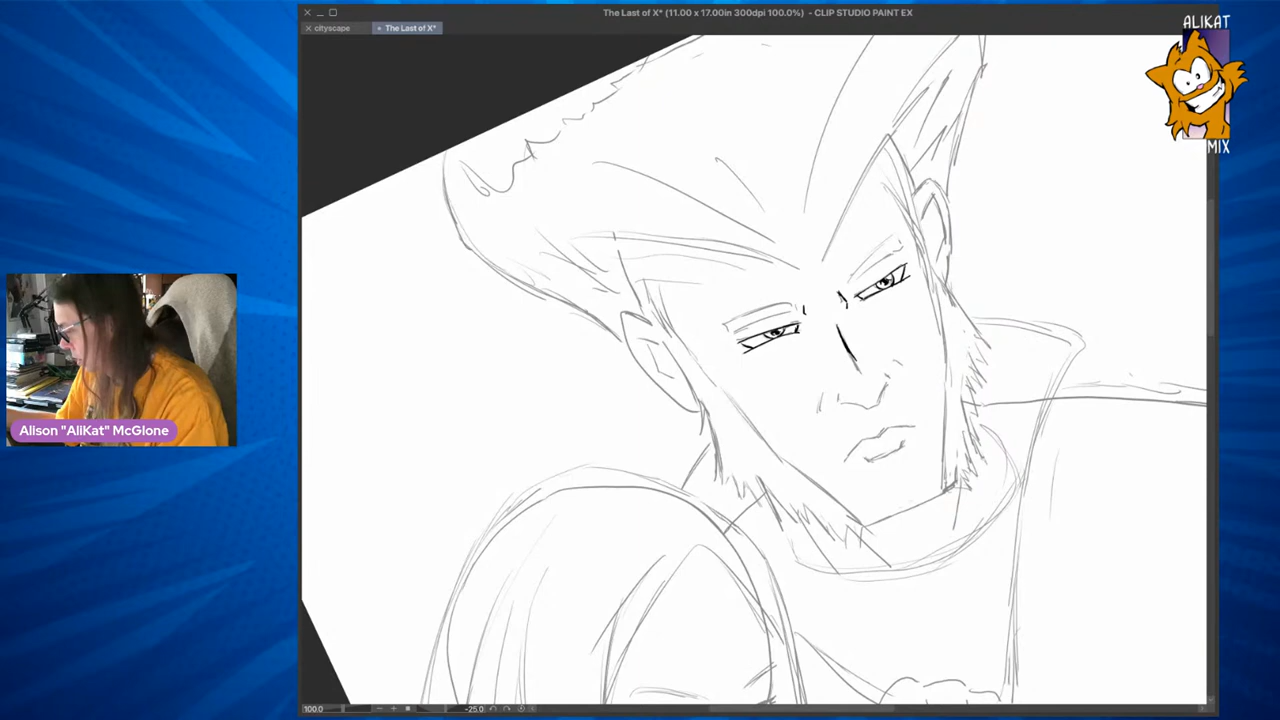 The Last of X* (11.00 x 17.00in 300dpi 100.0%) - CLIP STUDIO PAINT EX
cityscape
The Last of X*
ALIKAT
MIX
Alison "AliKat" McGlone
100.0
-25.0